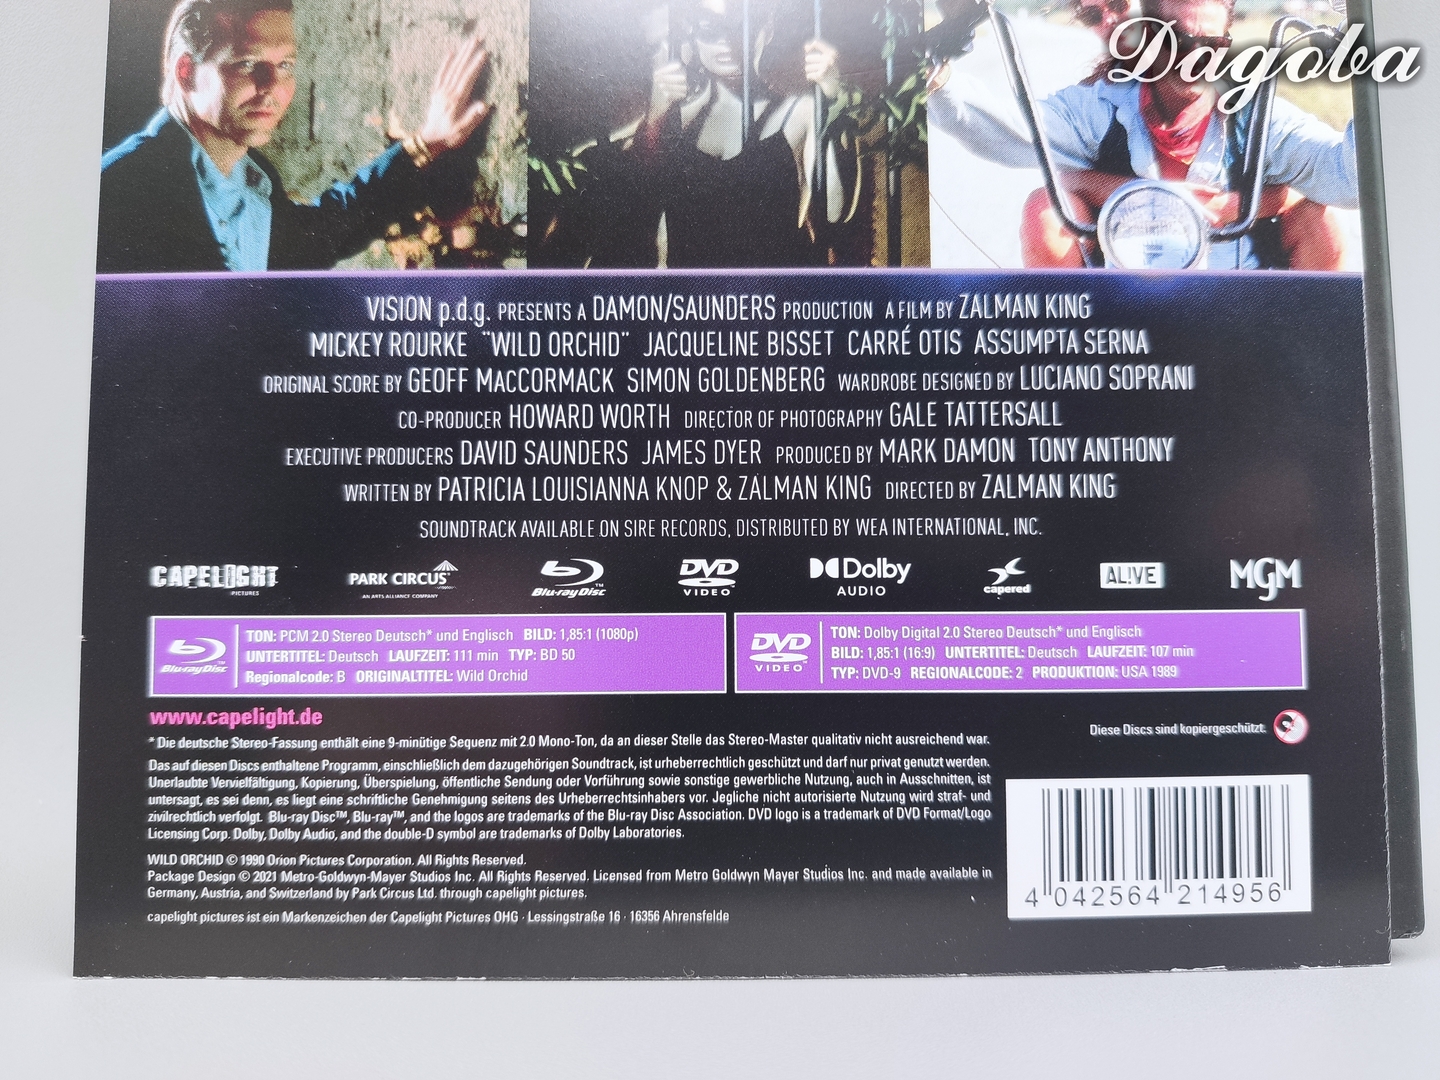 Dagoba
VISION p.d.g. PRESENTS A DAMON/SAUNDERS PRODUCTION A FILM BY ZALMAN KING
MICKEY ROURKE "WILD ORCHID" JACQUELINE BISSET CARRÉ OTIS ASSUMPTA SERNA
ORIGINAL SCORE BY GEOFF MACCORMACK SIMON GOLDENBERG WARDROBE DESIGNED BY LUCIANO SOPRANI
CO-PRODUCER HOWARD WORTH DIRECTOR OF PHOTOGRAPHY GALE TATTERSALL
EXECUTIVE PRODUCERS DAVID SAUNDERS JAMES DYER PRODUCED BY MARK DAMON TONY ANTHONY
WRITTEN BY PATRICIA LOUISIANNA KNOP & ZALMAN KING DIRECTED BY ZALMAN KING
SOUNDTRACK AVAILABLE ON SIRE RECORDS, DISTRIBUTED BY WEA INTERNATIONAL, INC.
CAPELIGHT PICTURES
PARK CIRCUS
AN ARTS ALLIANCE COMPANY
Blu-ray Disc
DVD VIDEO
Dolby AUDIO
capered
AL!VE
MGM
Blu-ray Disc
TON: PCM 2.0 Stereo Deutsch* und Englisch BILD: 1,85:1 (1080p)
UNTERTITEL: Deutsch LAUFZEIT: 111 min TYP: BD 50
Regionalcode: B ORIGINALTITEL: Wild Orchid
DVD VIDEO
TON: Dolby Digital 2.0 Stereo Deutsch* und Englisch
BILD: 1,85:1 (16:9) UNTERTITEL: Deutsch LAUFZEIT: 107 min
TYP: DVD-9 REGIONALCODE: 2 PRODUKTION: USA 1989
www.capelight.de
Diese Discs sind kopiergeschützt.
* Die deutsche Stereo-Fassung enthält eine 9-minütige Sequenz mit 2.0 Mono-Ton, da an dieser Stelle das Stereo-Master qualitativ nicht ausreichend war.
Das auf diesen Discs enthaltene Programm, einschließlich dem dazugehörigen Soundtrack, ist urheberrechtlich geschützt und darf nur privat genutzt werden.
Unerlaubte Vervielfältigung, Kopierung, Überspielung, öffentliche Sendung oder Vorführung sowie sonstige gewerbliche Nutzung, auch in Ausschnitten, ist
untersagt, es sei denn, es liegt eine schriftliche Genehmigung seitens des Urheberrechtsinhabers vor. Jegliche nicht autorisierte Nutzung wird straf- und
zivilrechtlich verfolgt. Blu-ray Disc™, Blu-ray™, and the logos are trademarks of the Blu-ray Disc Association. DVD logo is a trademark of DVD Format/Logo
Licensing Corp. Dolby, Dolby Audio, and the double-D symbol are trademarks of Dolby Laboratories.
WILD ORCHID © 1990 Orion Pictures Corporation. All Rights Reserved.
Package Design © 2021 Metro-Goldwyn-Mayer Studios Inc. All Rights Reserved. Licensed from Metro Goldwyn Mayer Studios Inc. and made available in
Germany, Austria, and Switzerland by Park Circus Ltd. through capelight pictures.
capelight pictures ist ein Markenzeichen der Capelight Pictures OHG · Lessingstraße 16 · 16356 Ahrensfelde
4 042564 214956